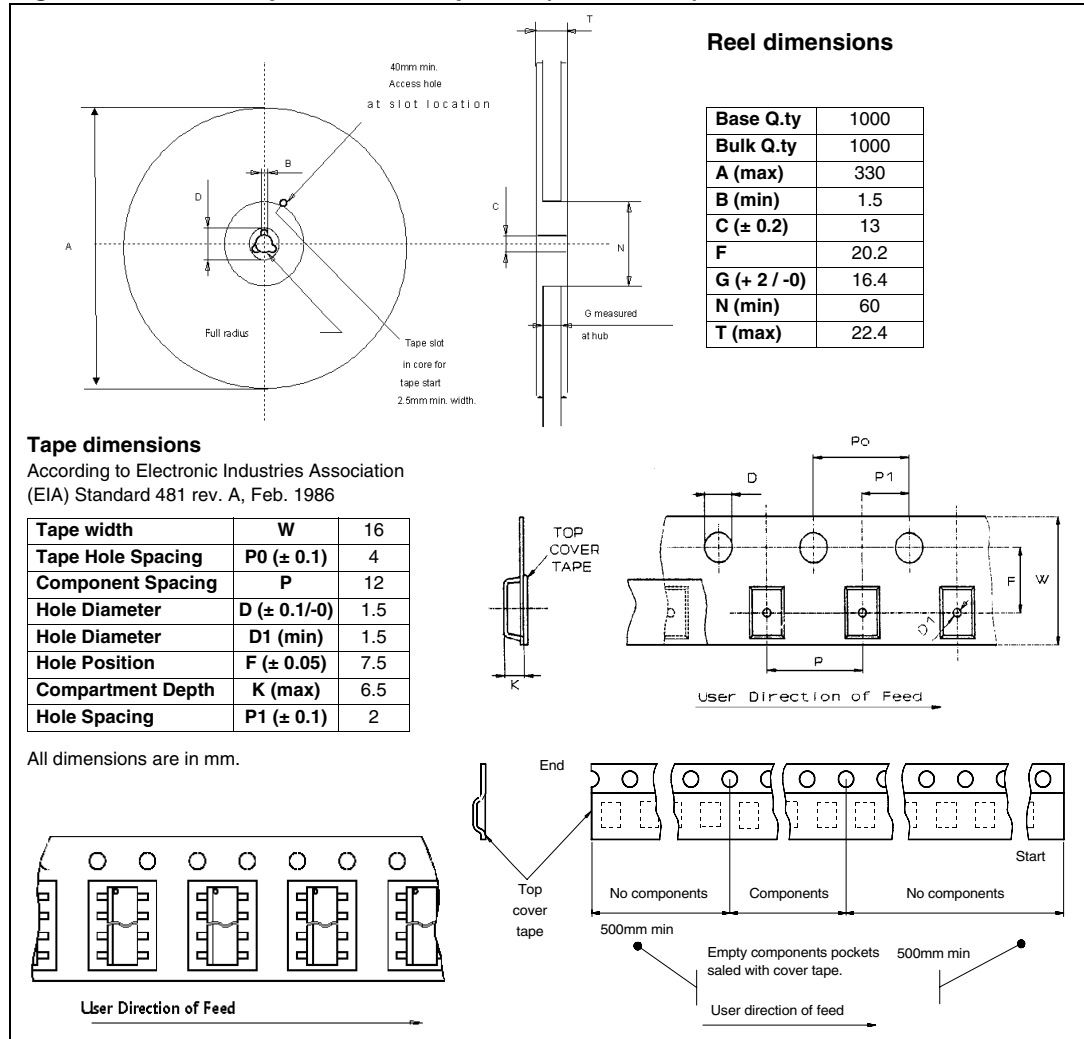 T
Reel dimensions
40mm min.
Access hole
at slot location
B
D
C
A
N
Full radius
Tape slot
in core for
tape start
2.5mm min. width.
G measured
at hub
Base Q.ty 1000
Bulk Q.ty 1000
A (max) 330
B (min) 1.5
C (± 0.2) 13
F 20.2
G (+ 2 / -0) 16.4
N (min) 60
T (max) 22.4
Tape dimensions
According to Electronic Industries Association
(EIA) Standard 481 rev. A, Feb. 1986
Tape width W 16
Tape Hole Spacing P0 (± 0.1) 4
Component Spacing P 12
Hole Diameter D (± 0.1/-0) 1.5
Hole Diameter D1 (min) 1.5
Hole Position F (± 0.05) 7.5
Compartment Depth K (max) 6.5
Hole Spacing P1 (± 0.1) 2
All dimensions are in mm.
Po
D
P1
TOP
COVER
TAPE
F
W
D1
K
P
User Direction of Feed
End
Start
Top
cover
tape
No components
Components
No components
500mm min
Empty components pockets
saled with cover tape.
500mm min
User direction of feed
User Direction of Feed